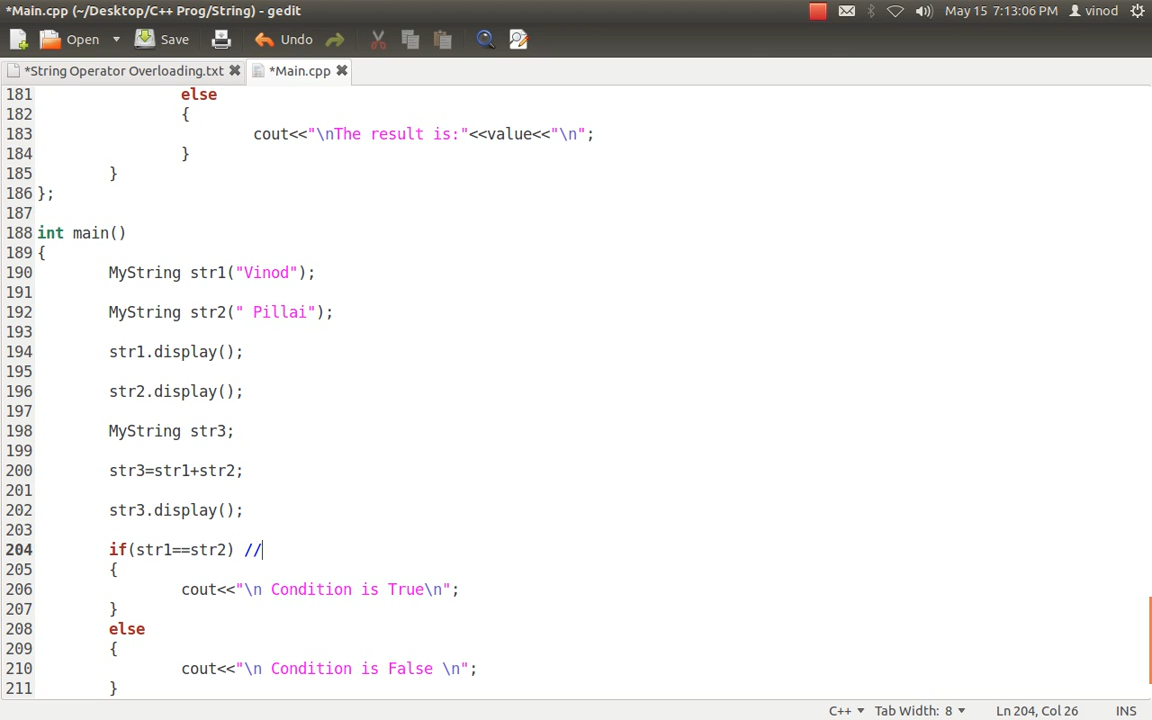 *Main.cpp (~/Desktop/C++ Prog/String) - gedit May 15 7:13:06 PM vinod
Open Save Undo
*String Operator Overloading.txt *Main.cpp
181 else
182 {
183 cout<<"\nThe result is:"<<value<<"\n";
184 }
185 }
186 };
187
188 int main()
189 {
190 MyString str1("Vinod");
191
192 MyString str2(" Pillai");
193
194 str1.display();
195
196 str2.display();
197
198 MyString str3;
199
200 str3=str1+str2;
201
202 str3.display();
203
204 if(str1==str2) //
205 {
206 cout<<"\n Condition is True\n";
207 }
208 else
209 {
210 cout<<"\n Condition is False \n";
211 }
C++ Tab Width: 8 Ln 204, Col 26 INS